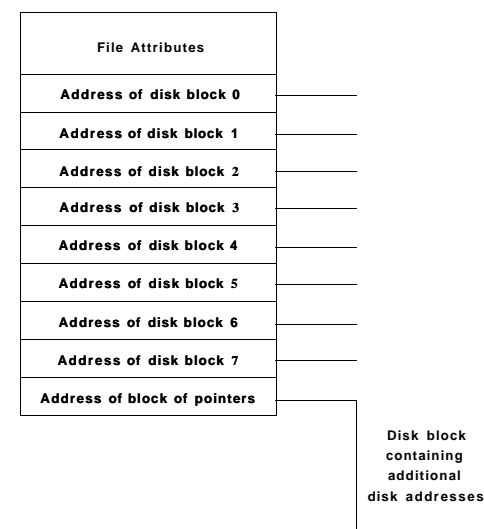 File Attributes
Address of disk block 0
Address of disk block 1
Address of disk block 2
Address of disk block 3
Address of disk block 4
Address of disk block 5
Address of disk block 6
Address of disk block 7
Address of block of pointers
Disk block
containing
additional
disk addresses